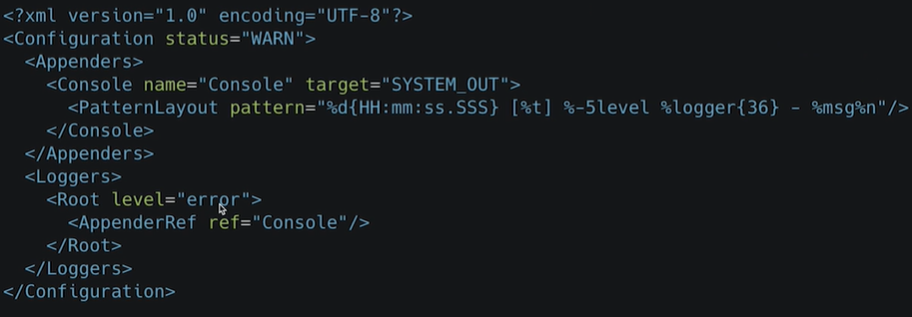 <?xml version="1.0" encoding="UTF-8"?>
<Configuration status="WARN">
  <Appenders>
    <Console name="Console" target="SYSTEM_OUT">
      <PatternLayout pattern="%d{HH:mm:ss.SSS} [%t] %-5level %logger{36} - %msg%n"/>
    </Console>
  </Appenders>
  <Loggers>
    <Root level="error">
      <AppenderRef ref="Console"/>
    </Root>
  </Loggers>
</Configuration>